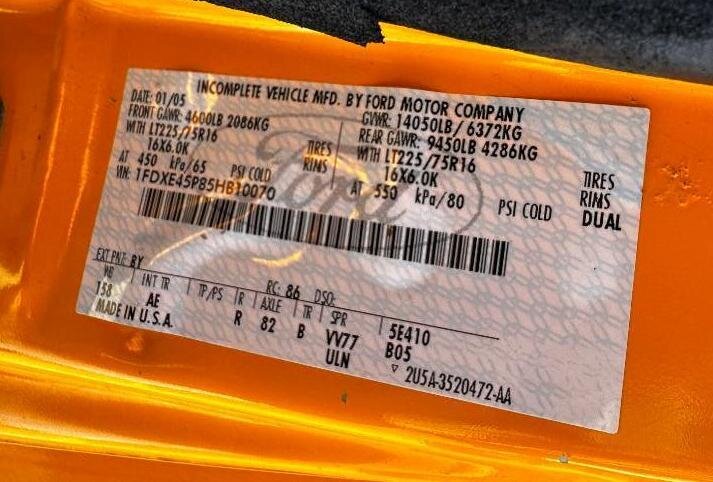 INCOMPLETE VEHICLE MFD. BY FORD MOTOR COMPANY
DATE: 01/05 GVWR: 14050LB/ 6372KG
FRONT GAWR: 4600LB 2086KG REAR GAWR: 9450LB 4286KG
WITH LT225/75R16 TIRES WITH LT225/75R16 TIRES
16X6.0K RIMS 16X6.0K RIMS
AT 450 kPa/65 PSI COLD AT 550 kPa/80 PSI COLD DUAL
VIN: 1FDXE45P85HB10070
Ford
EXT PNT: BY RC: 86 DSO:
WB INT TR TP/PS R AXLE TR SPR 5E410
158 AE R 82 B VV77 B05
MADE IN U.S.A. ULN ▽ 2U5A-3520472-AA